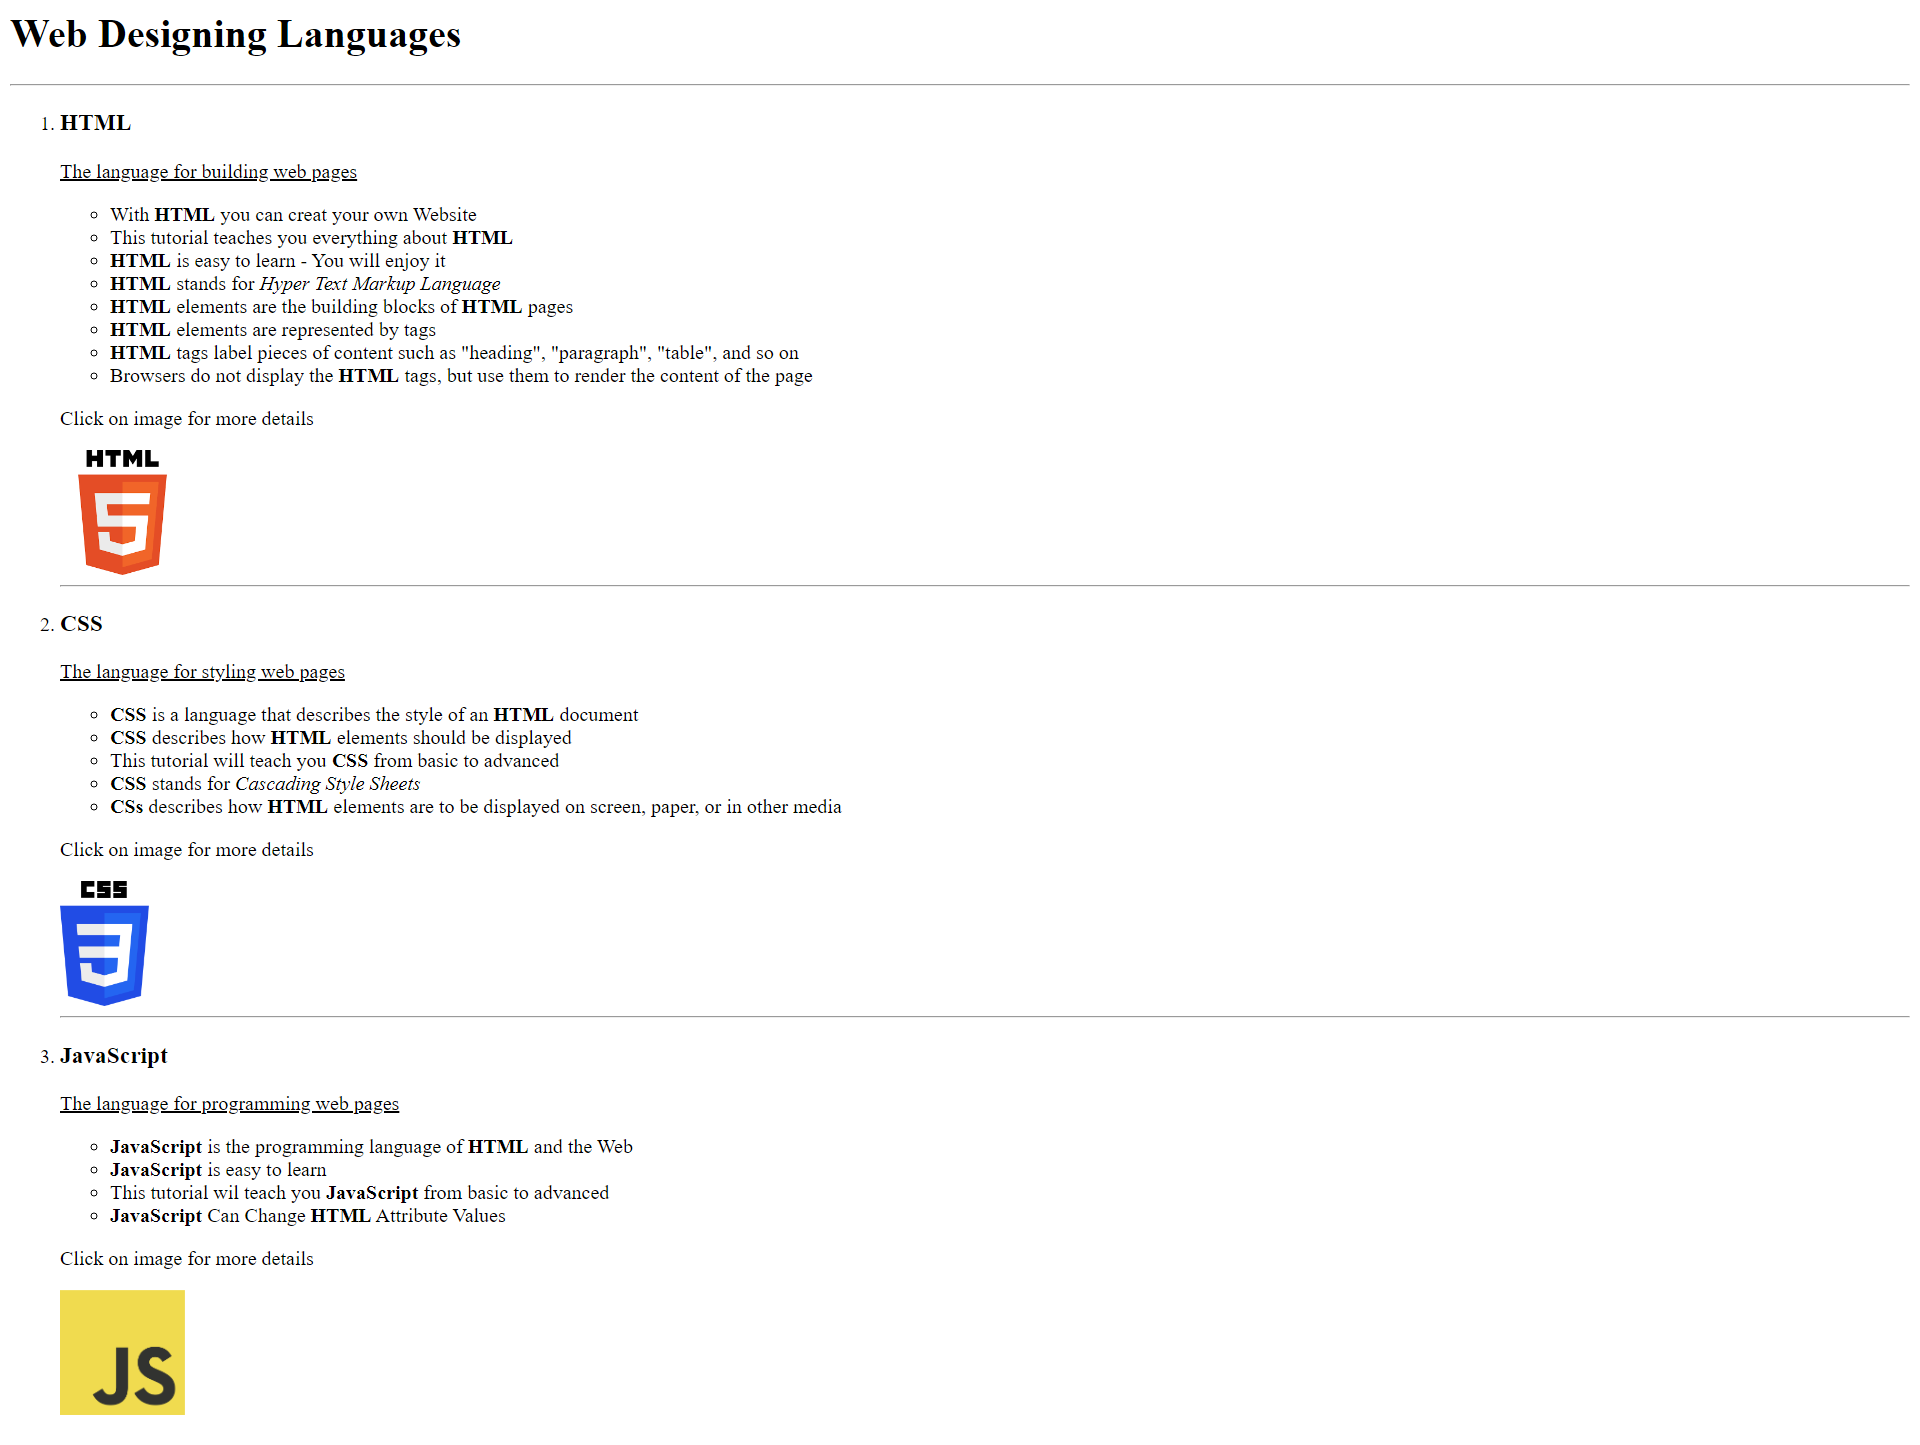 Web Designing Languages
1. HTML
The language for building web pages
With HTML you can creat your own Website
This tutorial teaches you everything about HTML
HTML is easy to learn - You will enjoy it
HTML stands for Hyper Text Markup Language
HTML elements are the building blocks of HTML pages
HTML elements are represented by tags
HTML tags label pieces of content such as "heading", "paragraph", "table", and so on
Browsers do not display the HTML tags, but use them to render the content of the page
Click on image for more details
HTML
5
2. CSS
The language for styling web pages
CSS is a language that describes the style of an HTML document
CSS describes how HTML elements should be displayed
This tutorial will teach you CSS from basic to advanced
CSS stands for Cascading Style Sheets
CSs describes how HTML elements are to be displayed on screen, paper, or in other media
Click on image for more details
CSS
3
3. JavaScript
The language for programming web pages
JavaScript is the programming language of HTML and the Web
JavaScript is easy to learn
This tutorial wil teach you JavaScript from basic to advanced
JavaScript Can Change HTML Attribute Values
Click on image for more details
JS